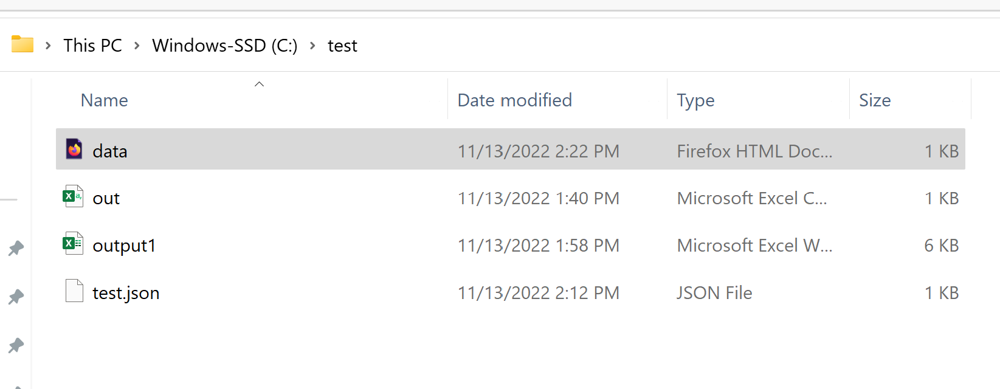 This PC > Windows-SSD (C:) > test
Name Date modified Type Size
data 11/13/2022 2:22 PM Firefox HTML Doc... 1 KB
out 11/13/2022 1:40 PM Microsoft Excel C... 1 KB
output1 11/13/2022 1:58 PM Microsoft Excel W... 6 KB
test.json 11/13/2022 2:12 PM JSON File 1 KB